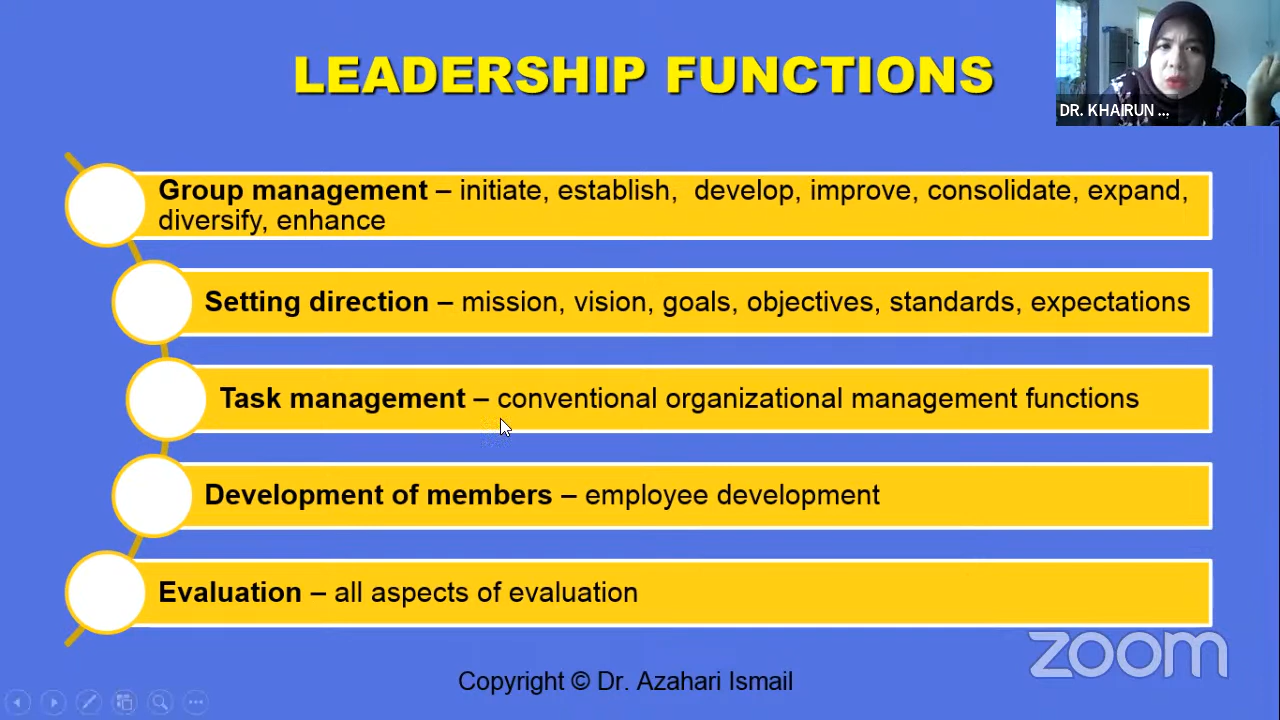 LEADERSHIP FUNCTIONS
DR. KHAIRUN ...
Group management – initiate, establish, develop, improve, consolidate, expand,
diversify, enhance
Setting direction – mission, vision, goals, objectives, standards, expectations
Task management – conventional organizational management functions
Development of members – employee development
Evaluation – all aspects of evaluation
zoom
Copyright © Dr. Azahari Ismail